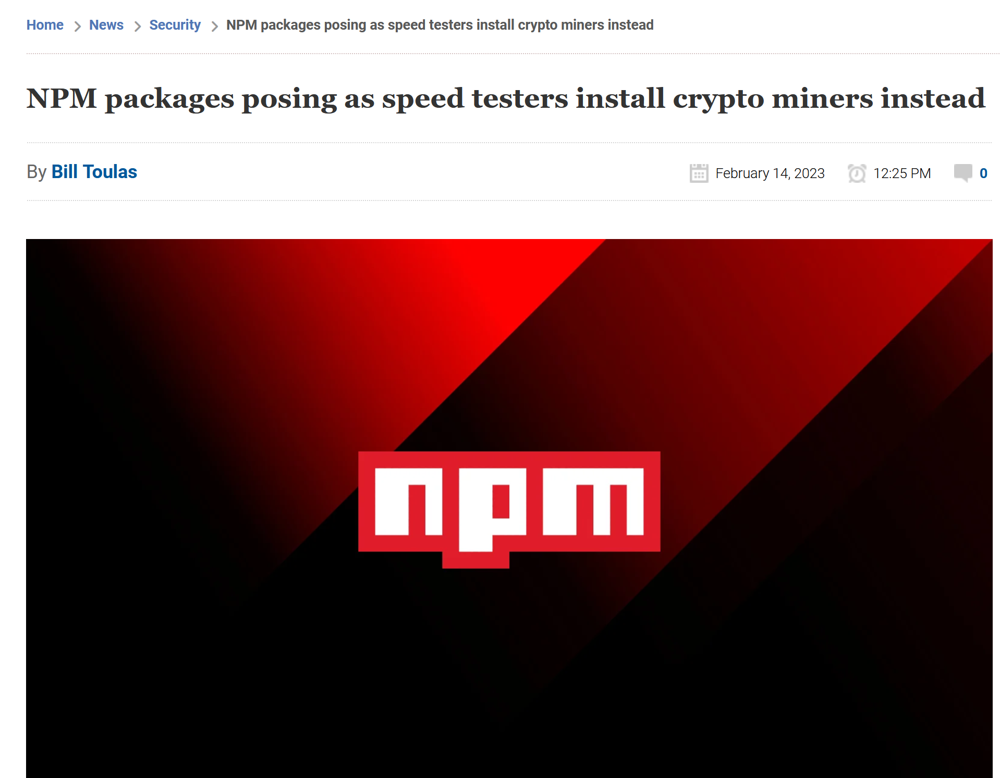 Home > News > Security > NPM packages posing as speed testers install crypto miners instead
NPM packages posing as speed testers install crypto miners instead
By Bill Toulas February 14, 2023 12:25 PM 0
npm